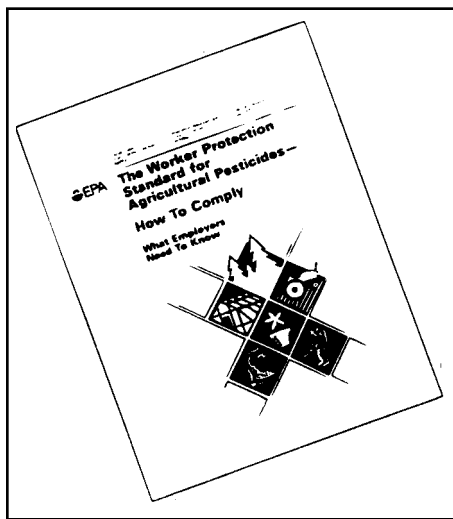 EPA
The Worker Protection
Standard for
Agricultural Pesticides—
How To Comply
What Employers
Need To Know